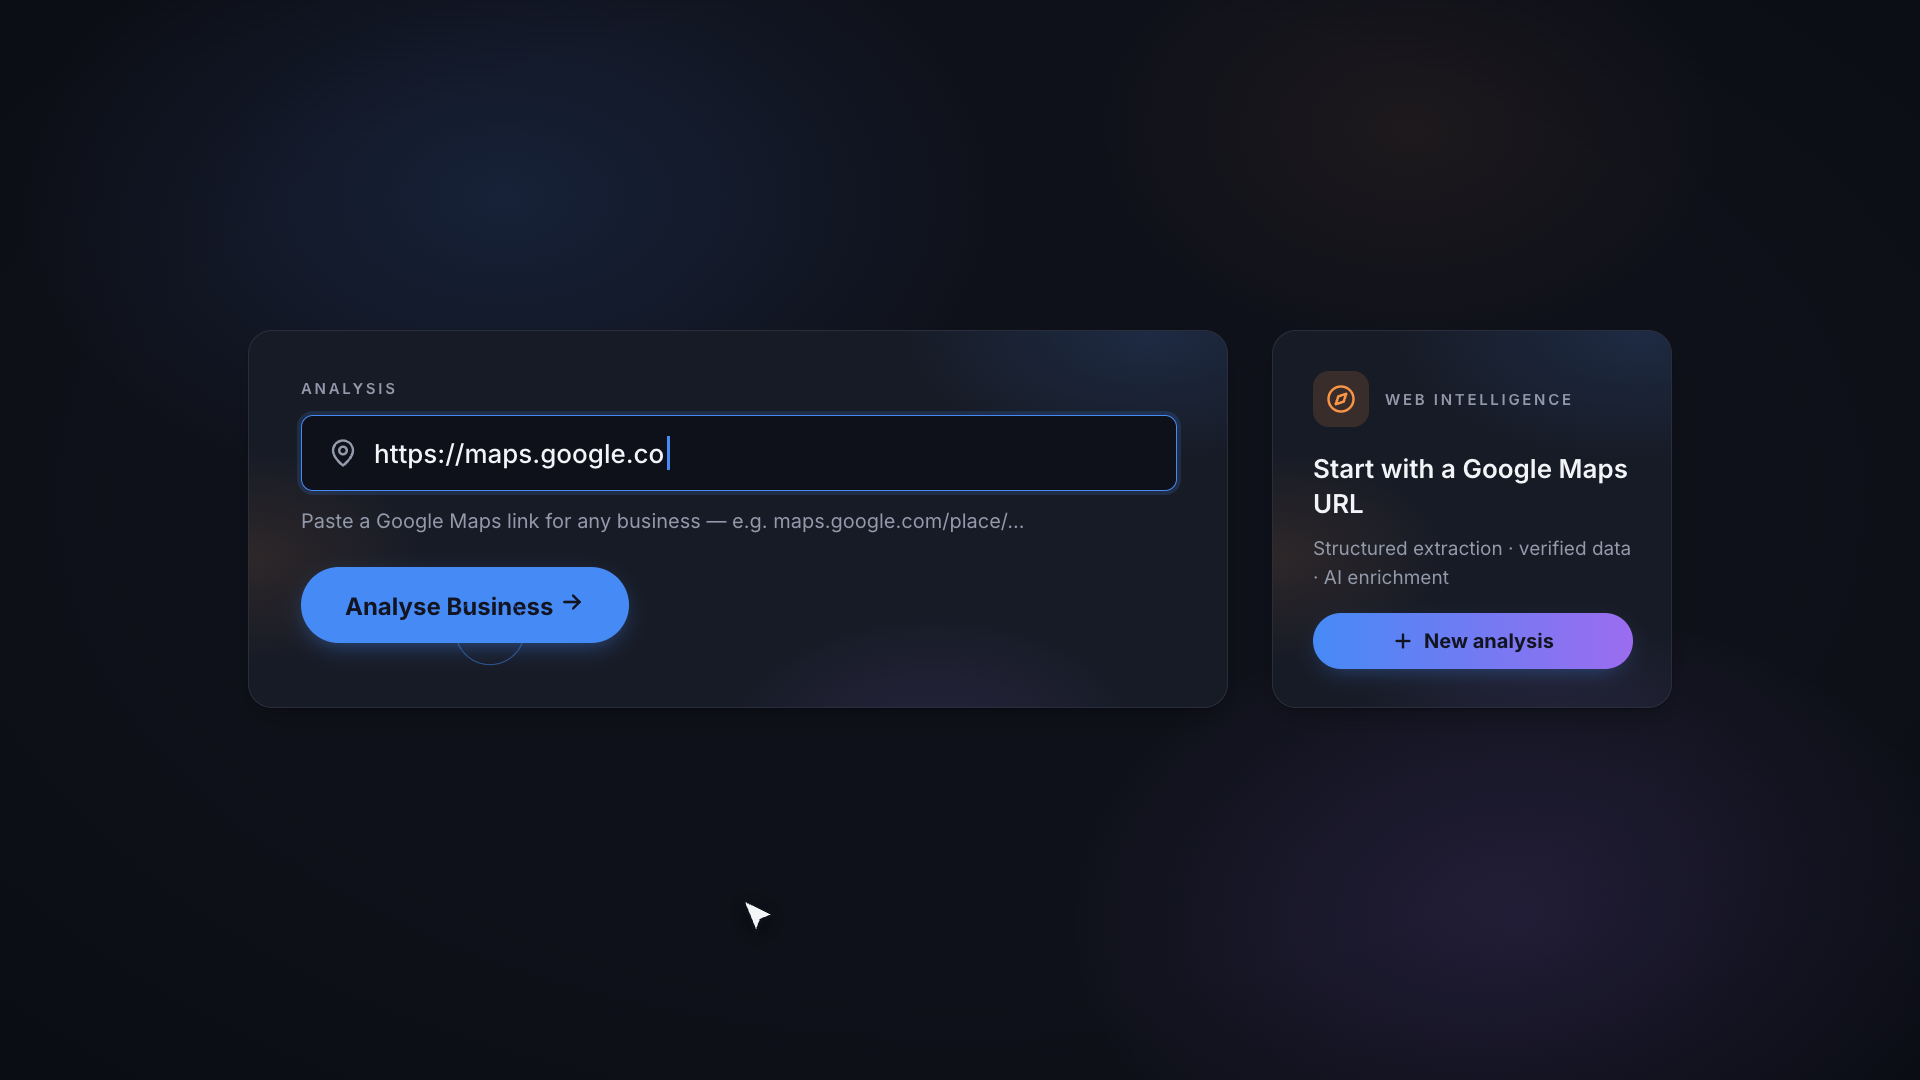 ANALYSIS
https://maps.google.co
Paste a Google Maps link for any business — e.g. maps.google.com/place/...
Analyse Business →
WEB INTELLIGENCE
Start with a Google Maps
URL
Structured extraction · verified data
· AI enrichment
+ New analysis